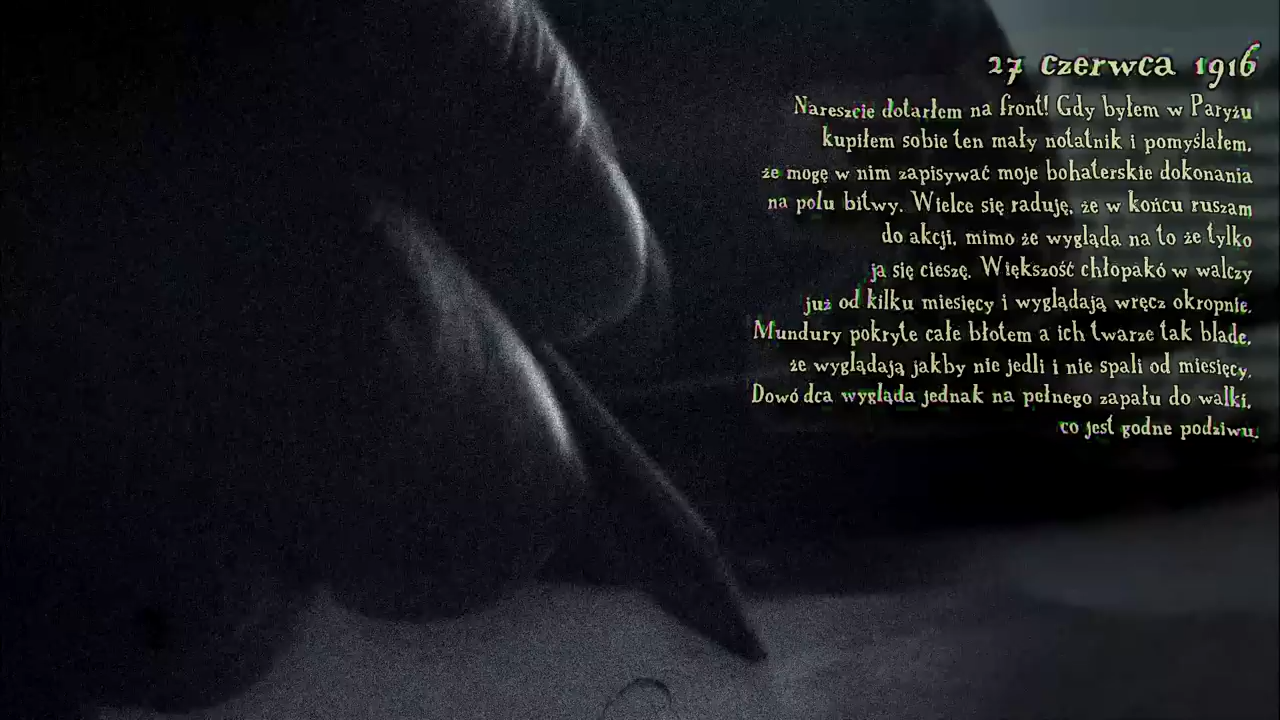 27 czerwca 1916
Nareszcie dotarłem na front! Gdy byłem w Paryżu
kupiłem sobie ten mały notatnik i pomyślałem,
że mogę w nim zapisywać moje bohaterskie dokonania
na polu bitwy. Wielce się raduję, że w końcu ruszam
do akcji, mimo że wygląda na to że tylko
ja się cieszę. Większość chłopakó w walczy
już od kilku miesięcy i wyglądają wręcz okropnie.
Mundury pokryte całe błotem a ich twarze tak blade,
że wyglądają jakby nie jedli i nie spali od miesięcy.
Dowó dca wygląda jednak na pełnego zapału do walki,
co jest godne podziwu.